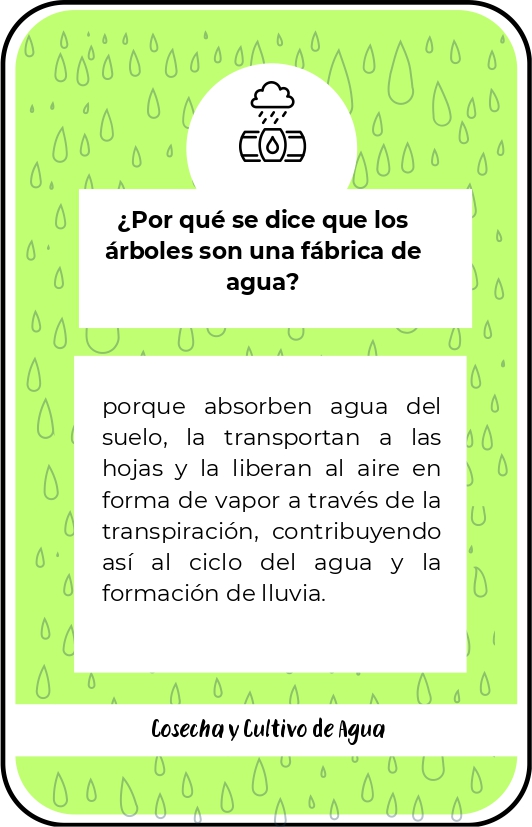 ¿Por qué se dice que los
árboles son una fábrica de
agua?
porque absorben agua del
suelo, la transportan a las
hojas y la liberan al aire en
forma de vapor a través de la
transpiración, contribuyendo
así al ciclo del agua y la
formación de lluvia.
Cosecha y Cultivo de Agua